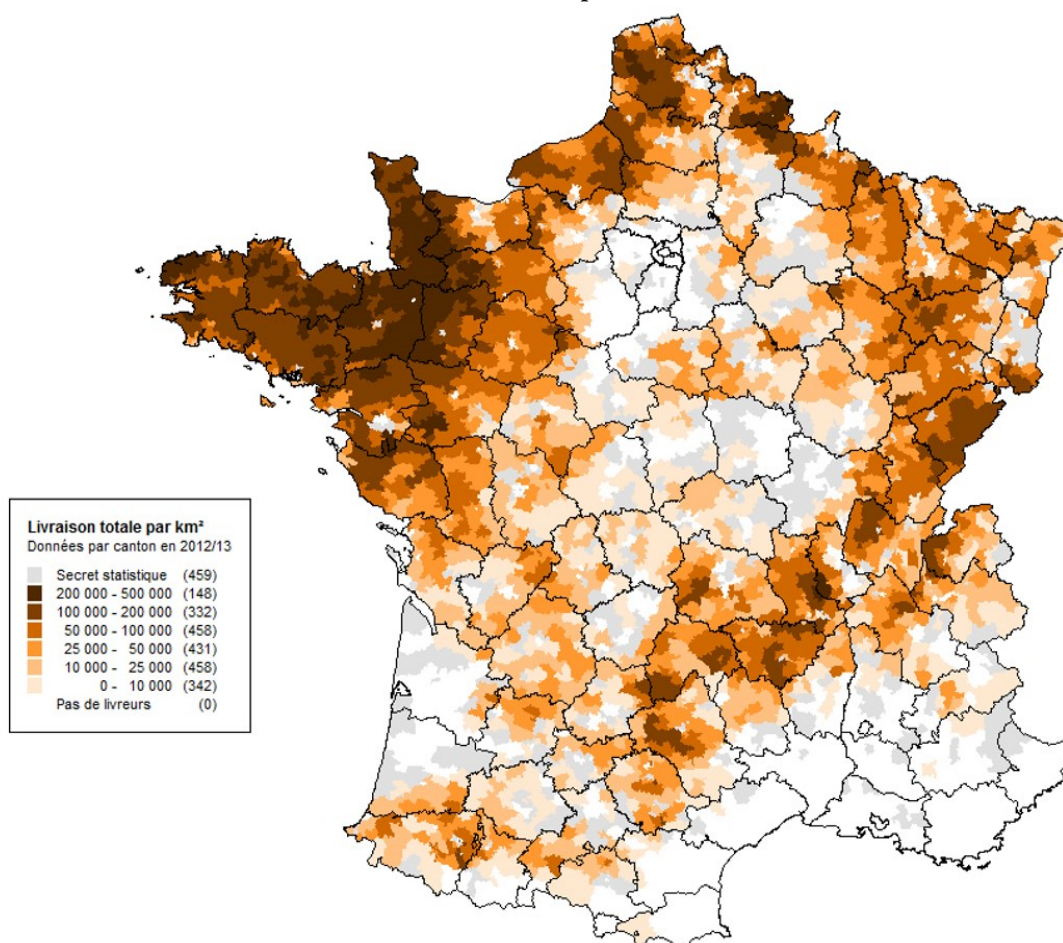 Livraison totale par km²
Données par canton en 2012/13
Secret statistique (459)
200 000 - 500 000 (148)
100 000 - 200 000 (332)
50 000 - 100 000 (458)
25 000 - 50 000 (431)
10 000 - 25 000 (458)
0 - 10 000 (342)
Pas de livreurs (0)